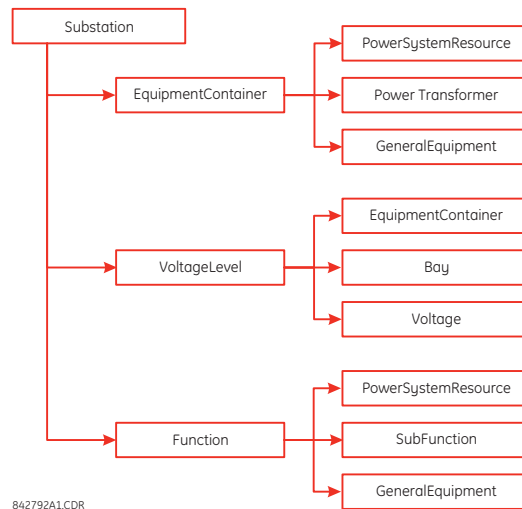 Substation
PowerSystemResource
EquipmentContainer
Power Transformer
GeneralEquipment
EquipmentContainer
VoltageLevel
Bay
Voltage
PowerSystemResource
Function
SubFunction
GeneralEquipment
842792A1.CDR